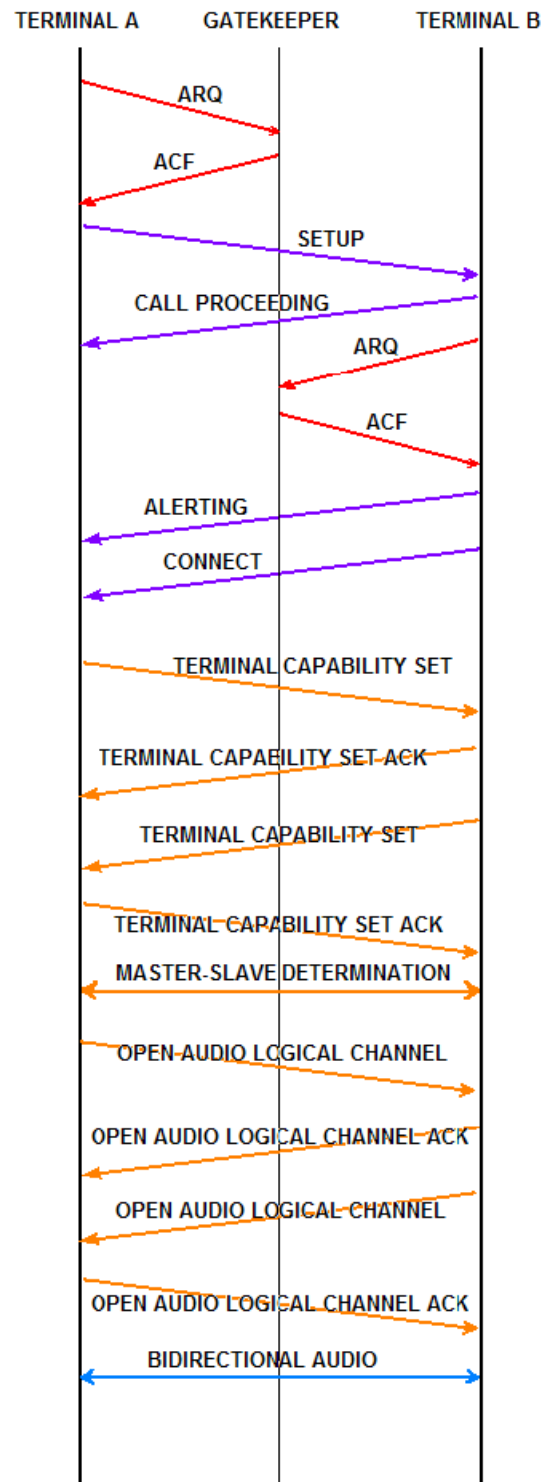 TERMINAL A GATEKEEPER TERMINAL B
ARQ
ACF
SETUP
CALL PROCEEDING
ARQ
ACF
ALERTING
CONNECT
TERMINAL CAPABILITY SET
TERMINAL CAPABILITY SET ACK
TERMINAL CAPABILITY SET
TERMINAL CAPABILITY SET ACK
MASTER-SLAVE DETERMINATION
OPEN AUDIO LOGICAL CHANNEL
OPEN AUDIO LOGICAL CHANNEL ACK
OPEN AUDIO LOGICAL CHANNEL
OPEN AUDIO LOGICAL CHANNEL ACK
BIDIRECTIONAL AUDIO